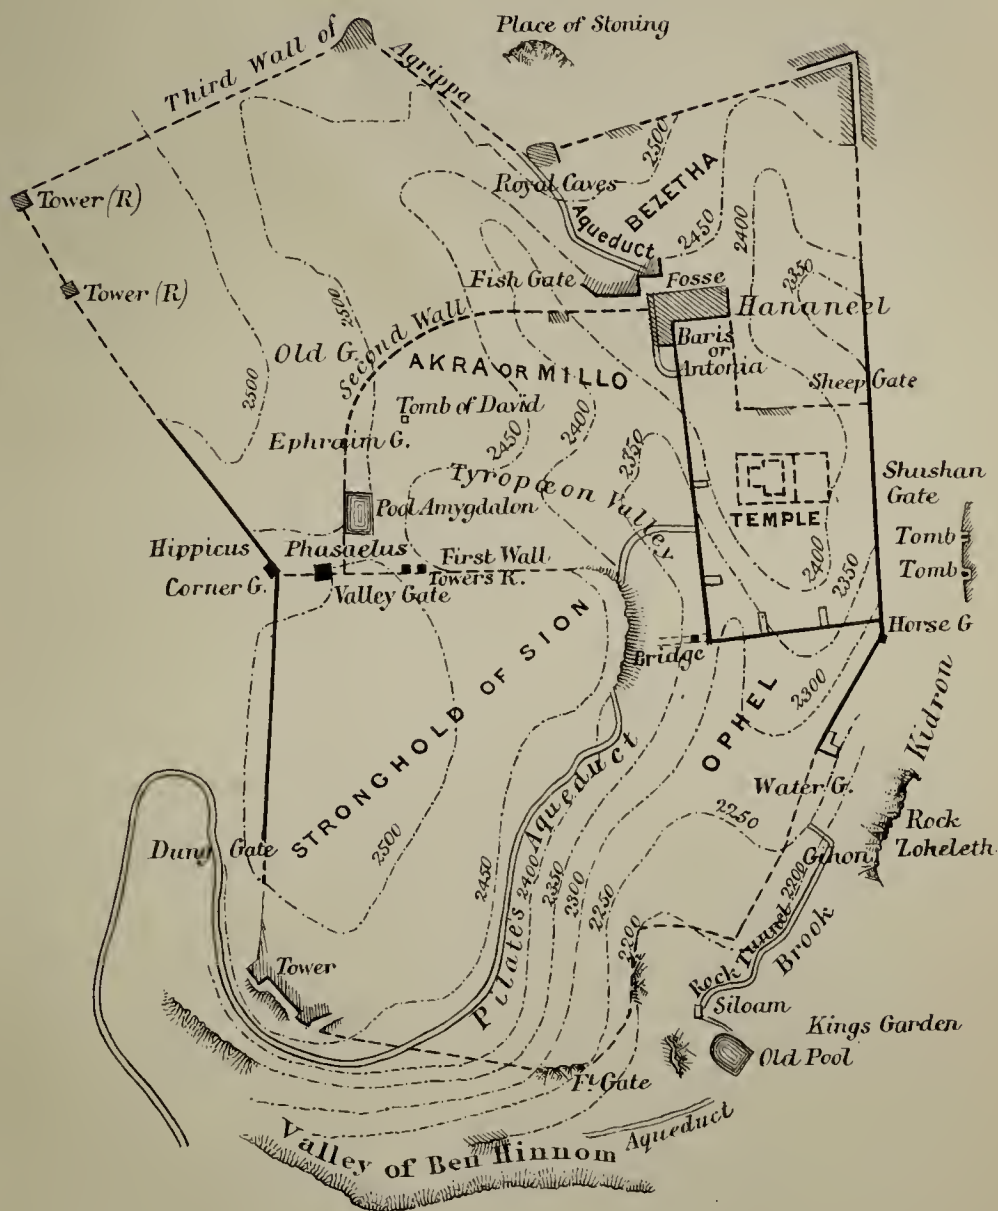 Place of Stoning
Third Wall of
Agrippa
2500
Royal Caves
BEZETHA
Tower (R)
Aqueduct
2450
2400
Fish Gate
Fosse
2350
Tower (R)
Hananeel
2500
Second Wall
Baris
or
Antonia
Old G.
AKRA OR MILLO
Sheep Gate
2500
Tomb of David
2400
Ephraim G.
2450
2350
Tyropœon Valley
Shushan
Gate
Pool Amygdalon
TEMPLE
Tomb
Hippicus
Phasaelus
First Wall
2400
2350
Tomb
Corner G.
Valley Gate
Towers R.
Horse G
Bridge
STRONGHOLD OF SION
2300
OPHEL
Kidron
Water G.
2250
Rock
Zoheleth
Dung Gate
2500
Gihon
2450
2400
2350
2300
2250
2200
2200
Pilates Aqueduct
Tower
Rock Tunnel
Brook
Siloam
Kings Garden
Old Pool
Ft. Gate
Aqueduct
Valley of Ben Hinnom